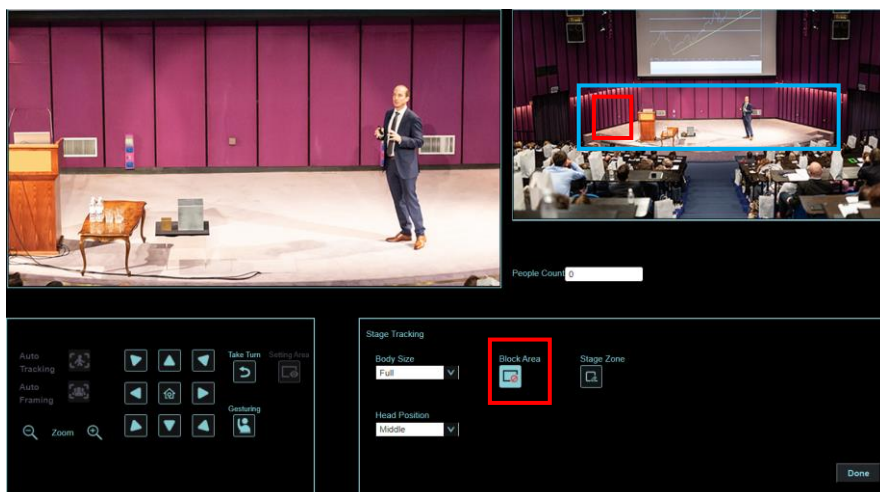 People Count 0
Auto
Tracking
Auto
Framing
Zoom
Take Turn
Setting Area
Gesturing
Stage Tracking
Body Size
Full
Block Area
Stage Zone
Head Position
Middle
Done